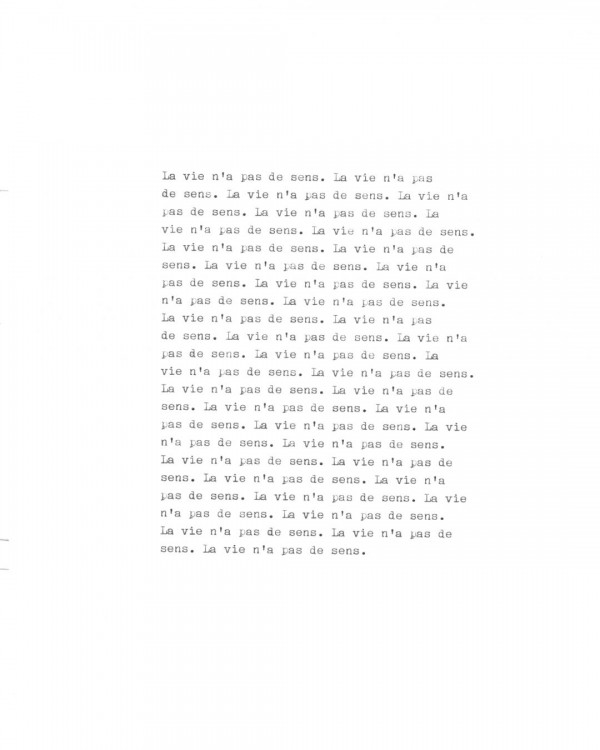 La vie n'a pas de sens. La vie n'a pas
de sens. La vie n'a pas de sens. La vie n'a
pas de sens. La vie n'a pas de sens. La
vie n'a pas de sens. La vie n'a pas de sens.
La vie n'a pas de sens. La vie n'a pas de
sens. La vie n'a pas de sens. La vie n'a
pas de sens. La vie n'a pas de sens. La vie
n'a pas de sens. La vie n'a pas de sens.
La vie n'a pas de sens. La vie n'a pas
de sens. La vie n'a pas de sens. La vie n'a
pas de sens. La vie n'a pas de sens. La
vie n'a pas de sens. La vie n'a pas de sens.
La vie n'a pas de sens. La vie n'a pas de
sens. La vie n'a pas de sens. La vie n'a
pas de sens. La vie n'a pas de sens. La vie
n'a pas de sens. La vie n'a pas de sens.
La vie n'a pas de sens. La vie n'a pas de
sens. La vie n'a pas de sens. La vie n'a
pas de sens. La vie n'a pas de sens. La vie
n'a pas de sens. La vie n'a pas de sens.
La vie n'a pas de sens. La vie n'a pas de
sens. La vie n'a pas de sens.